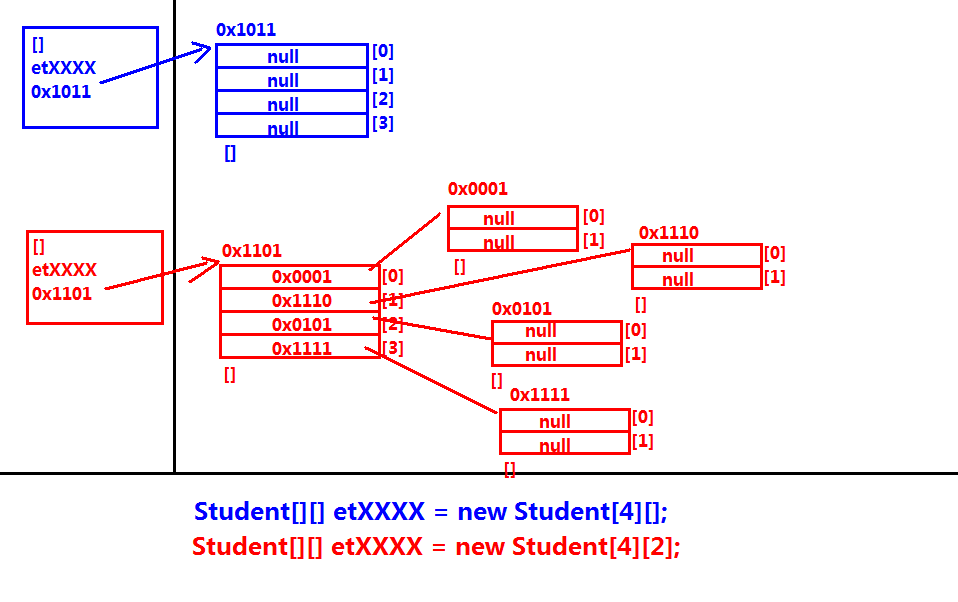 []
etXXXX
0x1011
0x1011
null [0]
null [1]
null [2]
null [3]
[]
[]
etXXXX
0x1101
0x1101
0x0001 [0]
0x1110 [1]
0x0101 [2]
0x1111 [3]
[]
0x0001
null [0]
null [1]
[]
0x1110
null [0]
null [1]
[]
0x0101
null [0]
null [1]
[]
0x1111
null [0]
null [1]
[]
Student[][] etXXXX = new Student[4][];
Student[][] etXXXX = new Student[4][2];